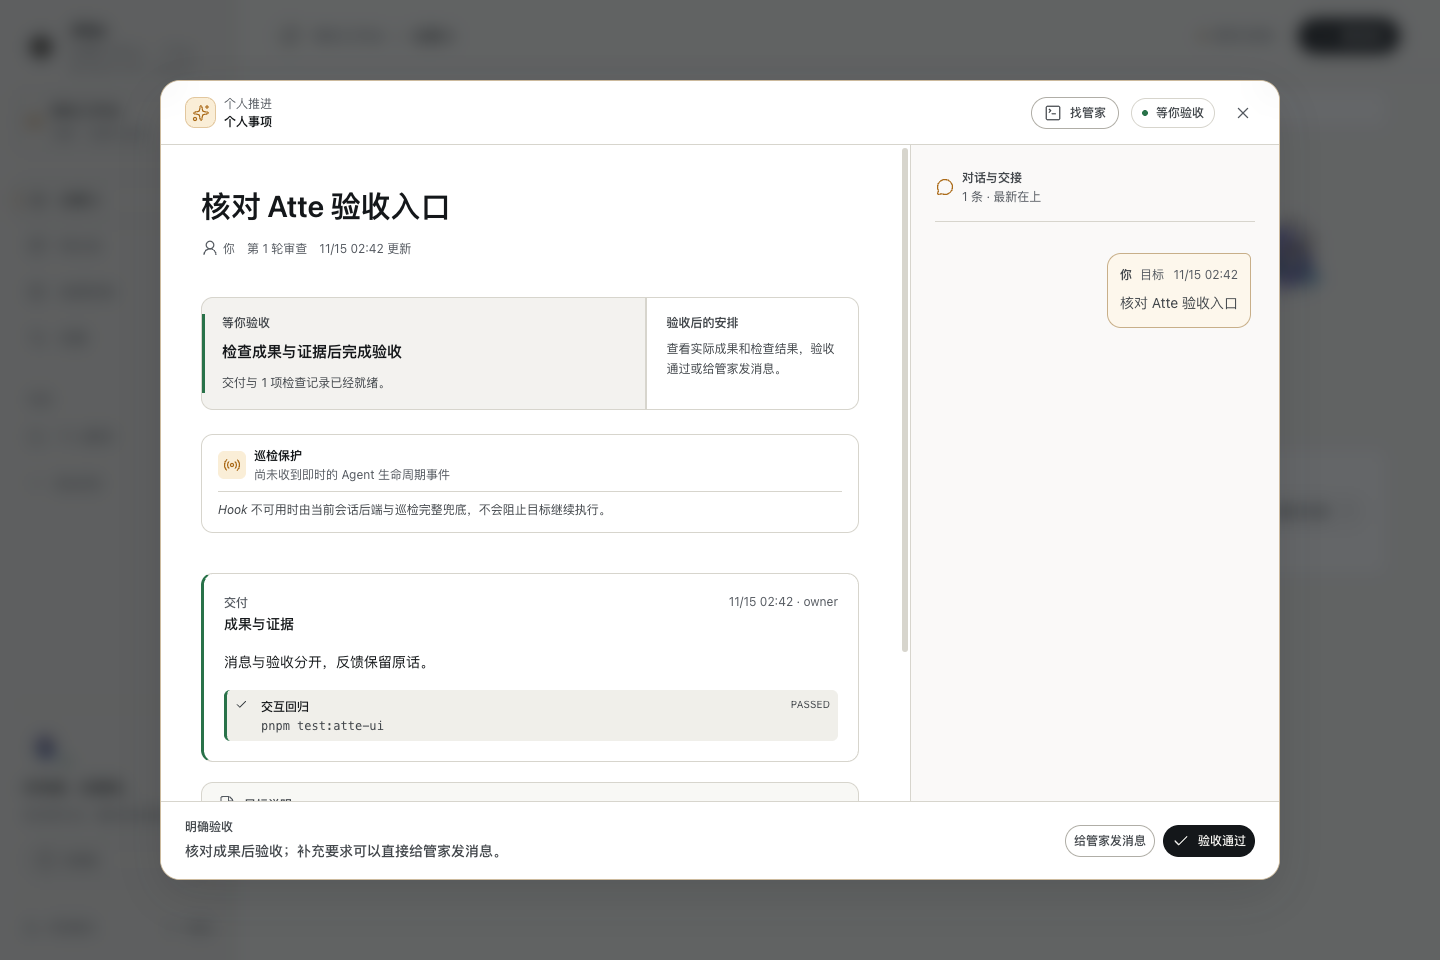 个人推进
个人事项
找管家
等你验收
核对 Atte 验收入口
你 第 1 轮审查 11/15 02:42 更新
等你验收
检查成果与证据后完成验收
交付与 1 项检查记录已经就绪。
验收后的安排
查看实际成果和检查结果，验收
通过或给管家发消息。
巡检保护
尚未收到即时的 Agent 生命周期事件
Hook 不可用时由当前会话后端与巡检完整兜底，不会阻止目标继续执行。
交付
11/15 02:42 · owner
成果与证据
消息与验收分开，反馈保留原话。
交互回归
PASSED
pnpm test:atte-ui
对话与交接
1 条 · 最新在上
你 目标 11/15 02:42
核对 Atte 验收入口
明确验收
核对成果后验收；补充要求可以直接给管家发消息。
给管家发消息
验收通过